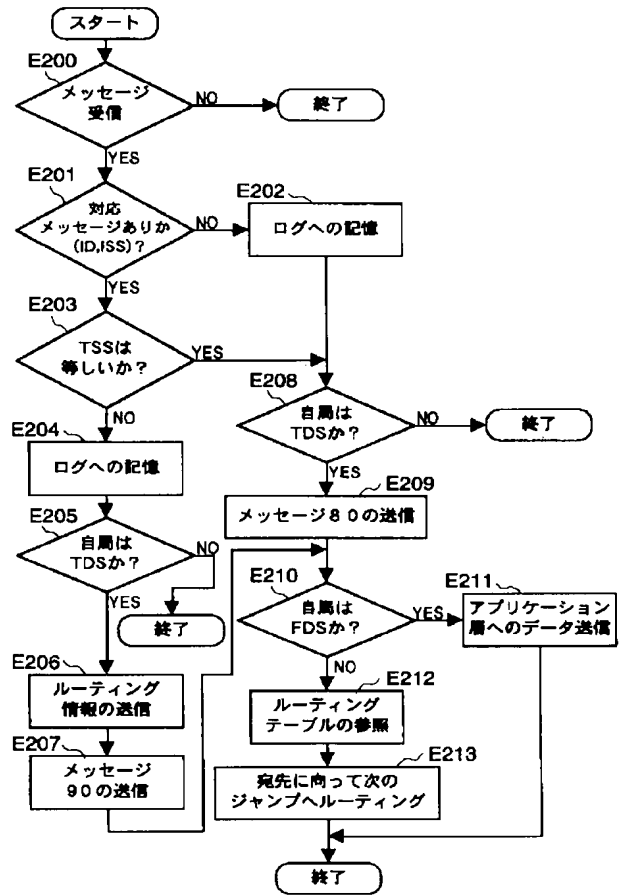 スタート
E200
メッセージ
受信
NO
終了
YES
E201
対応
メッセージありか
(ID,ISS)?
NO
E202
ログへの記憶
YES
E203
TSSは
等しいか?
YES
NO
E204
ログへの記憶
E208
自局は
TDSか?
NO
終了
YES
E205
自局は
TDSか?
NO
YES
終了
E209
メッセージ80の送信
E210
自局は
FDSか?
YES
E211
アプリケーション
層へのデータ送信
NO
E206
ルーティング
情報の送信
E207
メッセージ
90の送信
E212
ルーティング
テーブルの参照
E213
宛先に向って次の
ジャンプへルーティング
終了